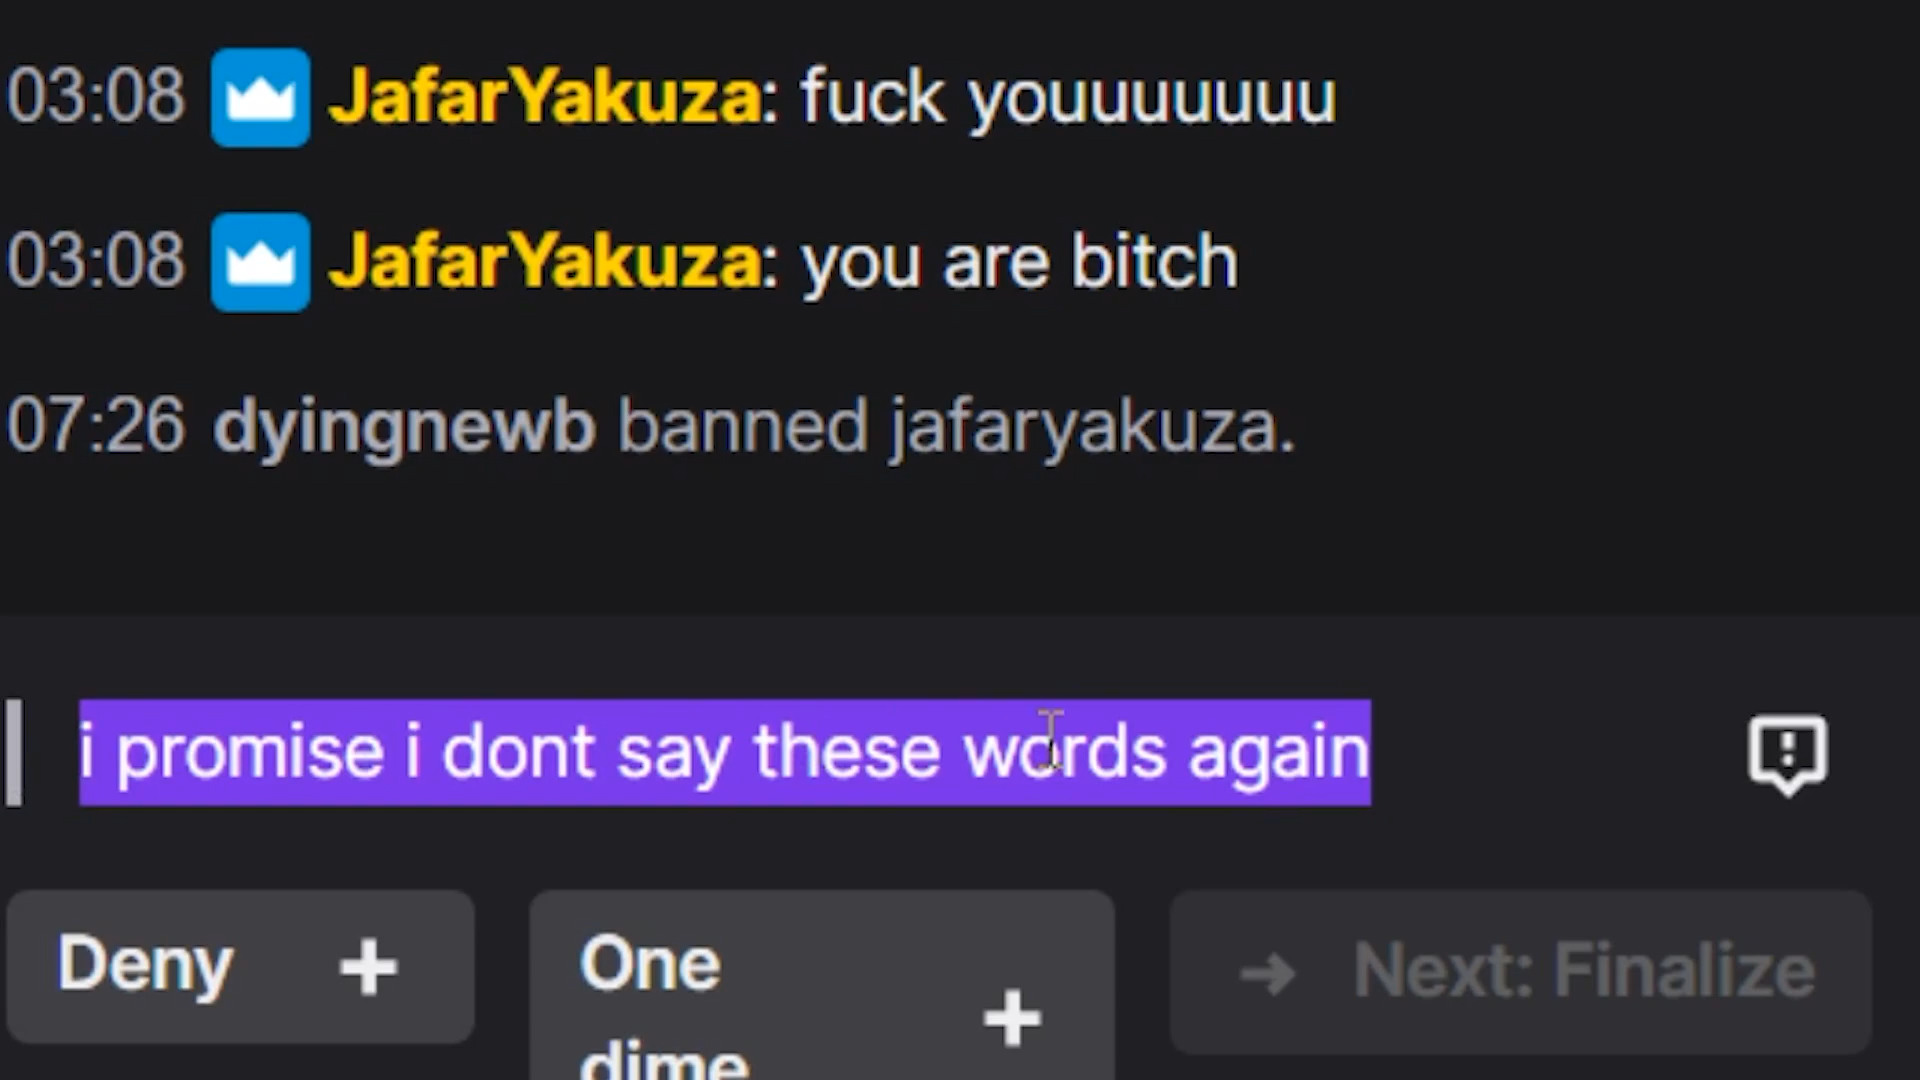 03:08 JafarYakuza: fuck youuuuuuu
03:08 JafarYakuza: you are bitch
07:26 dyingnewb banned jafaryakuza.
i promise i dont say these words again
Deny +
One
dime +
→ Next: Finalize